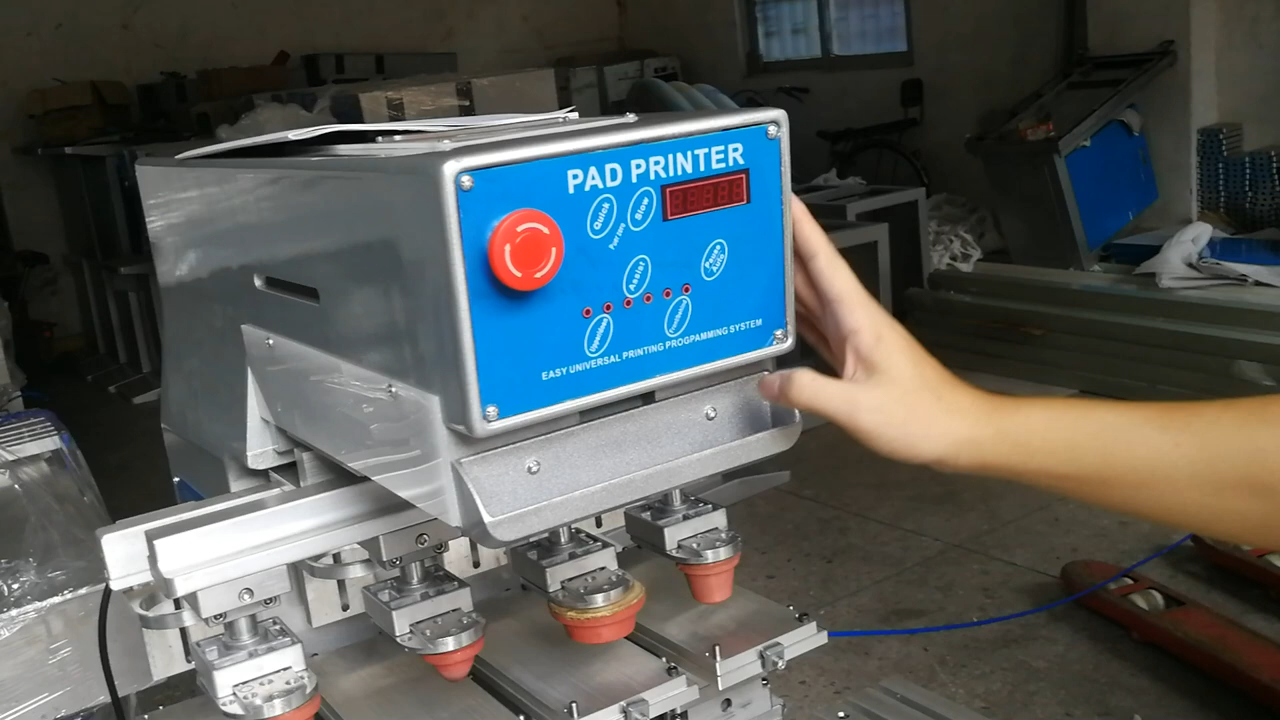 PAD PRINTER
Quick
Slow
Assist
Pause
Auto
EASY UNIVERSAL PRINTING PROGPAMMING SYSTEM